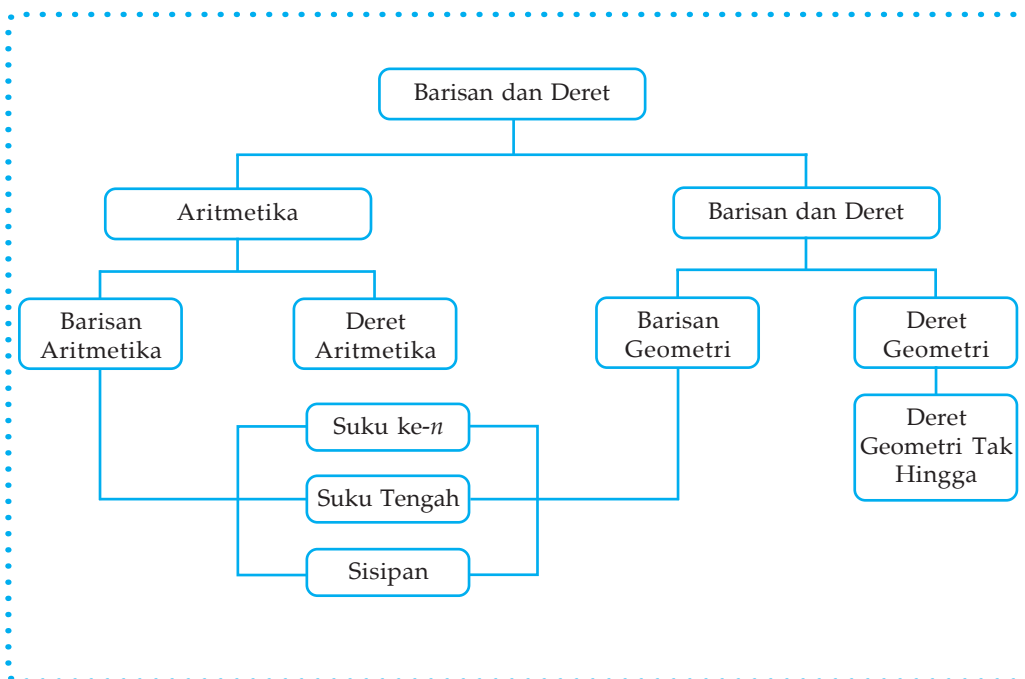 Barisan dan Deret
Aritmetika
Barisan dan Deret
Barisan
Aritmetika
Deret
Aritmetika
Barisan
Geometri
Deret
Geometri
Suku ke-n
Suku Tengah
Sisipan
Deret
Geometri Tak
Hingga